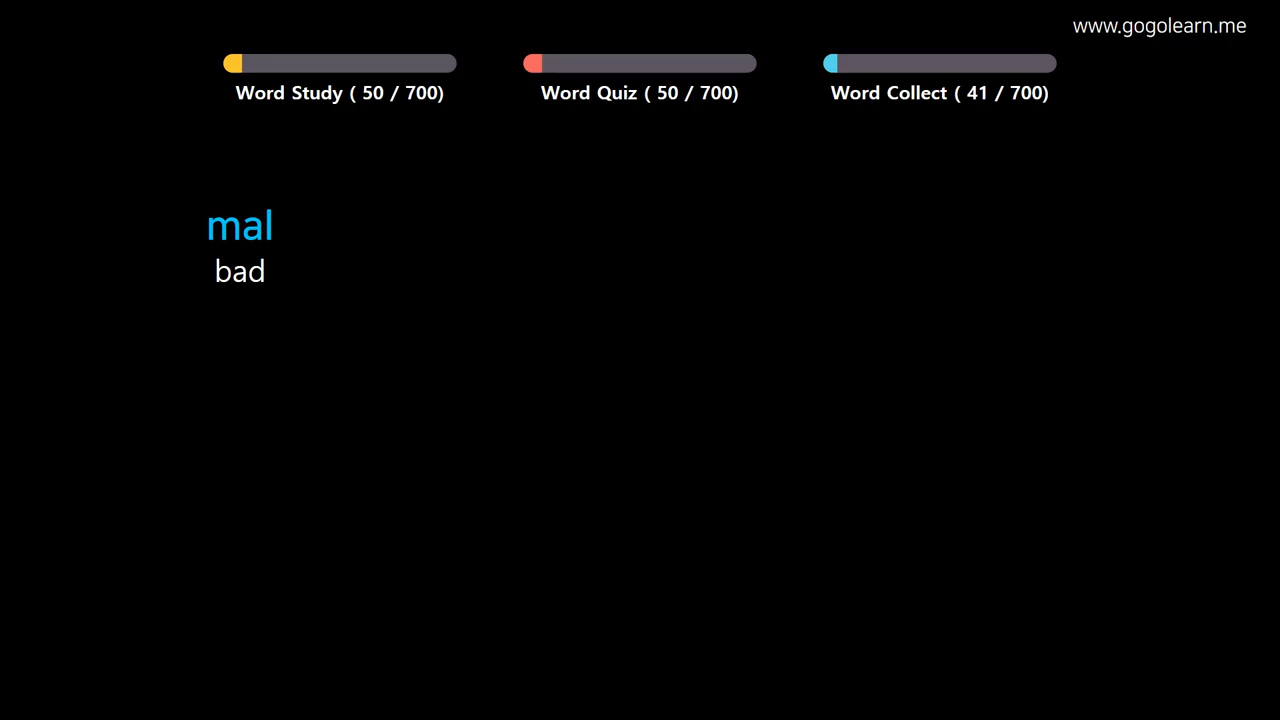 www.gogolearn.me
Word Study ( 50 / 700)
Word Quiz ( 50 / 700)
Word Collect ( 41 / 700)
mal
bad